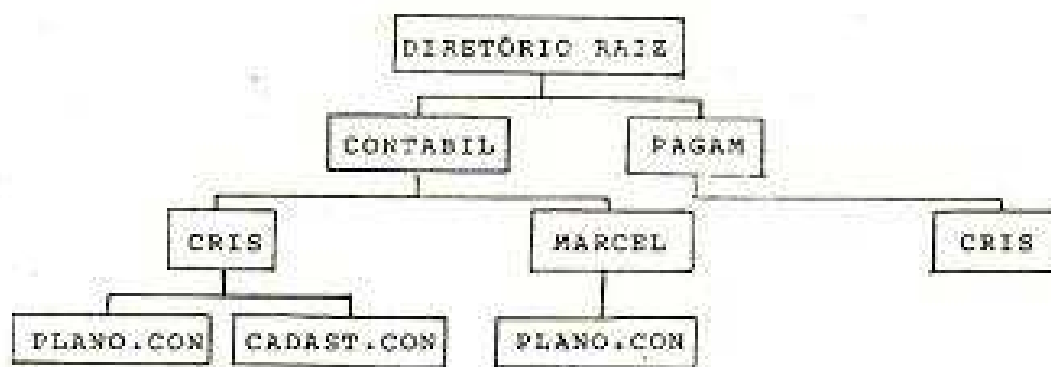 DIRETÓRIO RAIZ
CONTABIL PAGAM
CRIS MARCEL CRIS
PLANO.CON CADAST.CON PLANO.CON